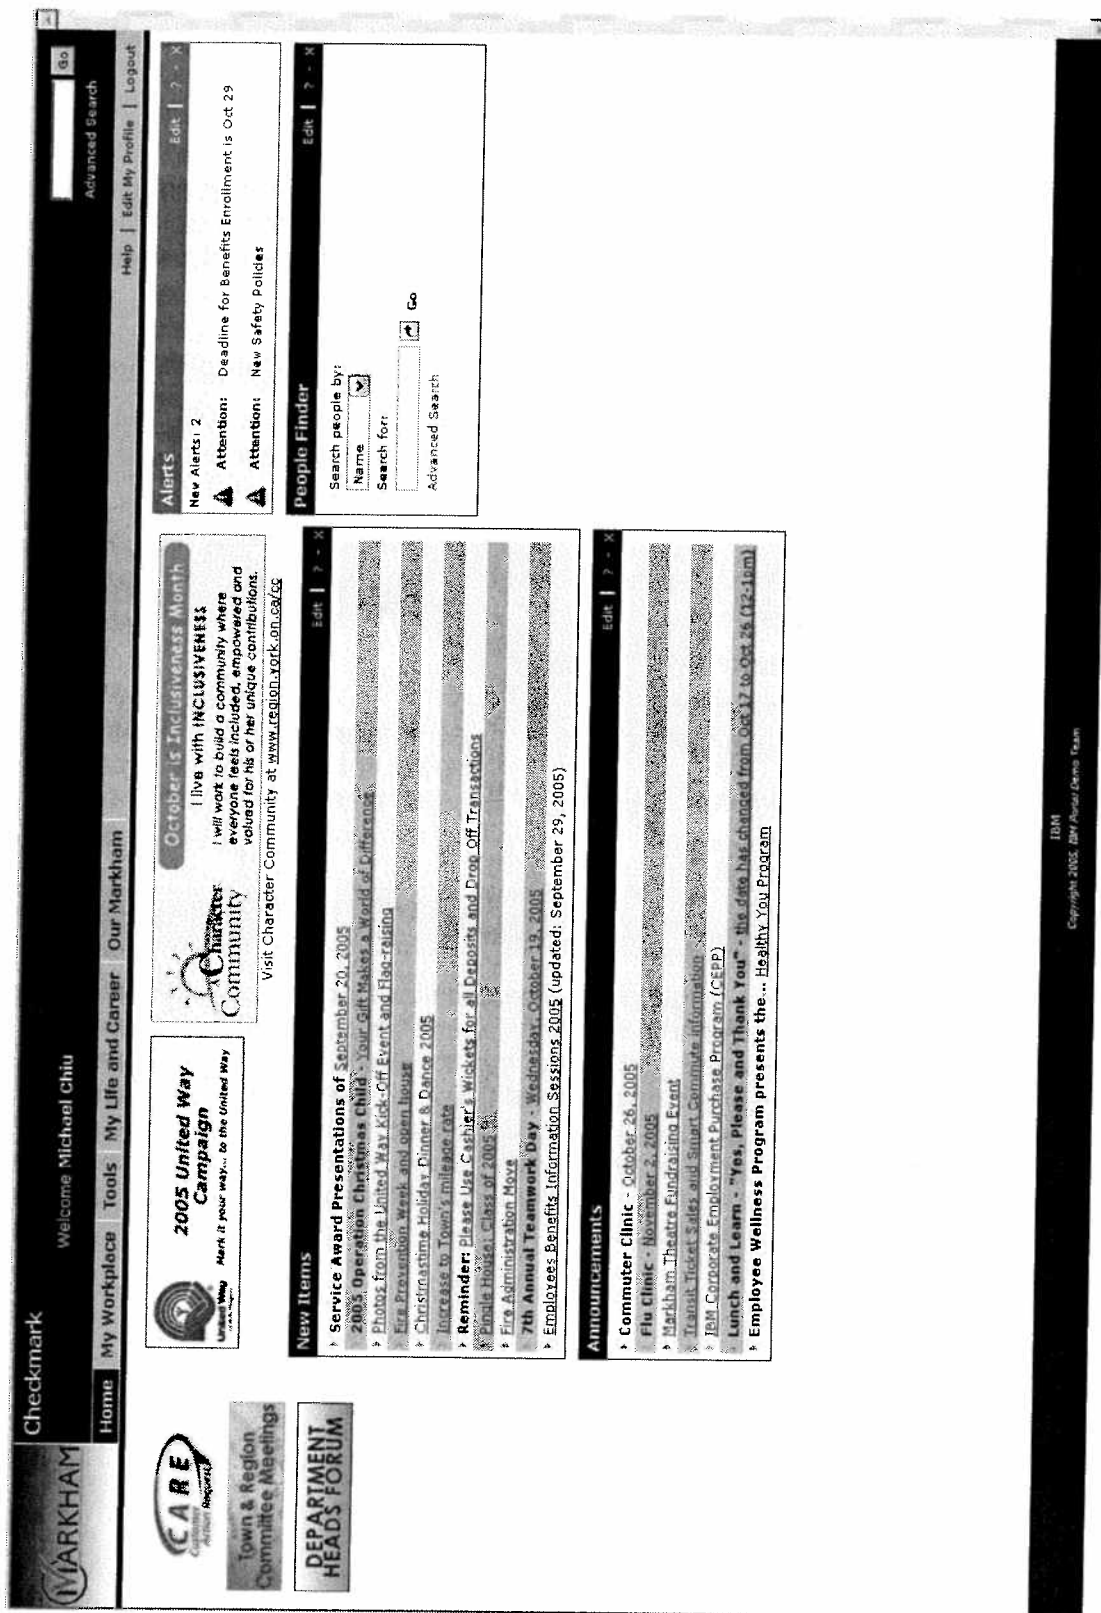 MARKHAM
Checkmark
Welcome Michael Chiu
Go
Advanced Search
Home
My Workplace
Tools
My Life and Career
Our Markham
Help | Edit My Profile | Logout
CARE
Customer
Action Request
Town & Region
Committee Meetings
DEPARTMENT
HEADS FORUM
2005 United Way
Campaign
United Way
Mark it your way... to the United Way
Character
Community
October is Inclusiveness Month
I live with INCLUSIVENESS
I will work to build a community where
everyone feels included, empowered and
valued for his or her unique contributions.
Visit Character Community at www.region.york.on.ca/cc
New Items
Edit | ? - X
Service Award Presentations of September 20, 2005
2005 Operation Christmas Child - Your Gift Makes a World of Difference
Photos from the United Way Kick-Off Event and Flag-raising
Fire Prevention Week and open house
Christmastime Holiday Dinner & Dance 2005
Increase to Town's mileage rate
Reminder: Please Use Cashier's Wickets for all Deposits and Drop Off Transactions
Pingle House: Class of 2005
Fire Administration Move
7th Annual Teamwork Day - Wednesday, October 19, 2005
Employees Benefits Information Sessions 2005 (updated: September 29, 2005)
Announcements
Edit | ? - X
Commuter Clinic - October 26, 2005
Flu Clinic - November 2, 2005
Markham Theatre Fundraising Event
Transit Ticket Sales and Smart Commute Information
IBM Corporate Employment Purchase Program (CEPP)
Lunch and Learn - "Yes, Please and Thank You" - the date has changed from Oct 17 to Oct 26 (12-1pm)
Employee Wellness Program presents the... Healthy You Program
Alerts
Edit | ? - X
New Alerts: 2
Attention: Deadline for Benefits Enrollment is Oct 29
Attention: New Safety Policies
People Finder
Edit | ? - X
Search people by:
Name
Search for:
Go
Advanced Search
IBM
Copyright 2005, IBM Portal Demo Team